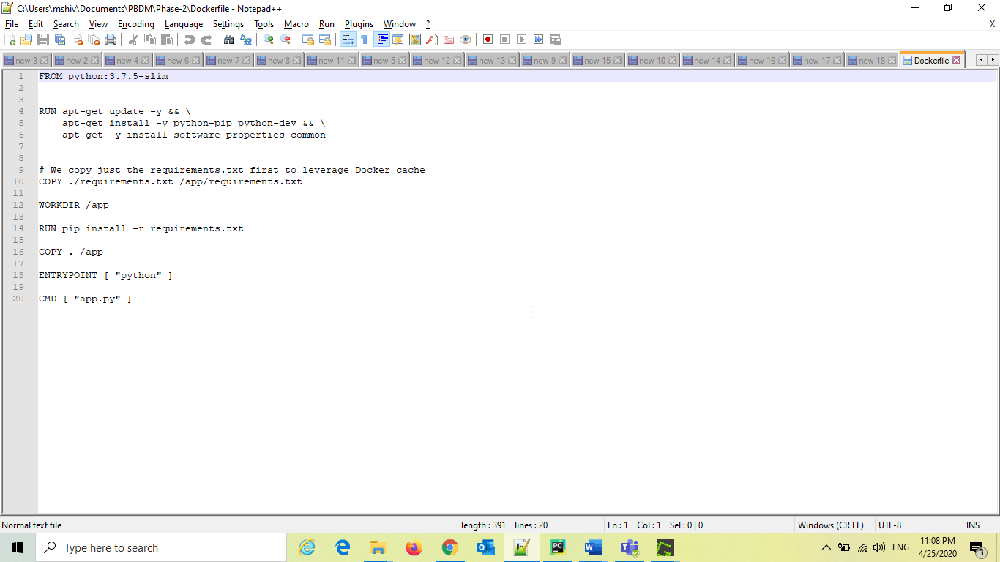 C:\Users\mshiv\Documents\PBDM\Phase-2\Dockerfile - Notepad++
File Edit Search View Encoding Language Settings Tools Macro Run Plugins Window ? X
new 3 new 2 new 4 new 6 new 7 new 8 new 11 new 5 new 12 new 13 new 9 new 15 new 10 new 14 new 16 new 17 new 18 Dockerfile
1 FROM python:3.7.5-slim
2
3
4 RUN apt-get update -y && \
5     apt-get install -y python-pip python-dev && \
6     apt-get -y install software-properties-common
7
8
9 # We copy just the requirements.txt first to leverage Docker cache
10 COPY ./requirements.txt /app/requirements.txt
11
12 WORKDIR /app
13
14 RUN pip install -r requirements.txt
15
16 COPY . /app
17
18 ENTRYPOINT [ "python" ]
19
20 CMD [ "app.py" ]
Normal text file length : 391 lines : 20 Ln : 1 Col : 1 Sel : 0 | 0 Windows (CR LF) UTF-8 INS
Type here to search ENG 11:08 PM
4/25/2020 3